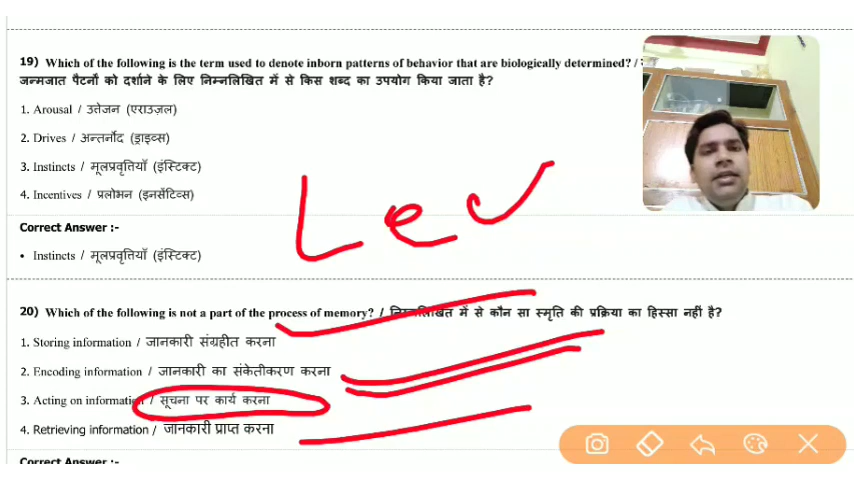 19) Which of the following is the term used to denote inborn patterns of behavior that are biologically determined? /
जन्मजात पैटर्नों को दर्शाने के लिए निम्नलिखित में से किस शब्द का उपयोग किया जाता है?
1. Arousal / उत्तेजन (एराउज़ल)
2. Drives / अन्तर्नोद (ड्राइव्स)
3. Instincts / मूलप्रवृत्तियाँ (इंस्टिक्ट)
4. Incentives / प्रलोभन (इनसेंटिव्स)
Correct Answer :-
• Instincts / मूलप्रवृत्तियाँ (इंस्टिक्ट)
Lec
20) Which of the following is not a part of the process of memory? / निम्नलिखित में से कौन सा स्मृति की प्रक्रिया का हिस्सा नहीं है?
1. Storing information / जानकारी संग्रहीत करना
2. Encoding information / जानकारी का संकेतीकरण करना
3. Acting on information / सूचना पर कार्य करना
4. Retrieving information / जानकारी प्राप्त करना
Correct Answer :-